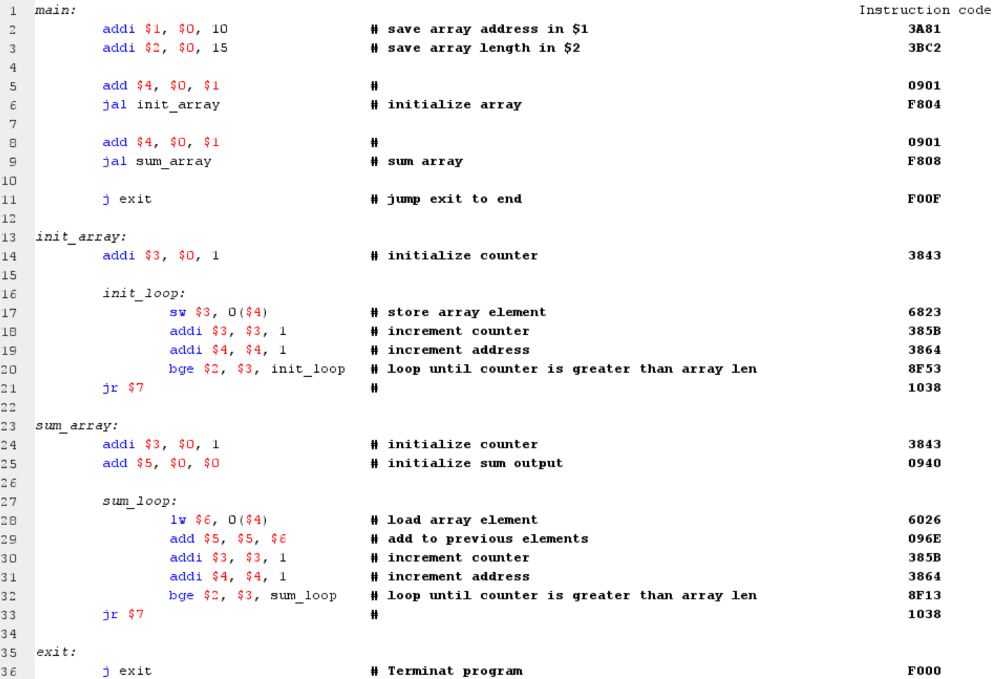 1 main: Instruction code
2 addi $1, $0, 10 # save array address in $1 3A81
3 addi $2, $0, 15 # save array length in $2 3BC2
4
5 add $4, $0, $1 # 0901
6 jal init_array # initialize array F804
7
8 add $4, $0, $1 # 0901
9 jal sum_array # sum array F808
10
11 j exit # jump exit to end F00F
12
13 init_array:
14 addi $3, $0, 1 # initialize counter 3843
15
16 init_loop:
17 sw $3, 0($4) # store array element 6823
18 addi $3, $3, 1 # increment counter 385B
19 addi $4, $4, 1 # increment address 3864
20 bge $2, $3, init_loop # loop until counter is greater than array len 8F53
21 jr $7 # 1038
22
23 sum_array:
24 addi $3, $0, 1 # initialize counter 3843
25 add $5, $0, $0 # initialize sum output 0940
26
27 sum_loop:
28 lw $6, 0($4) # load array element 6026
29 add $5, $5, $6 # add to previous elements 096E
30 addi $3, $3, 1 # increment counter 385B
31 addi $4, $4, 1 # increment address 3864
32 bge $2, $3, sum_loop # loop until counter is greater than array len 8F13
33 jr $7 # 1038
34
35 exit:
36 j exit # Terminat program F000